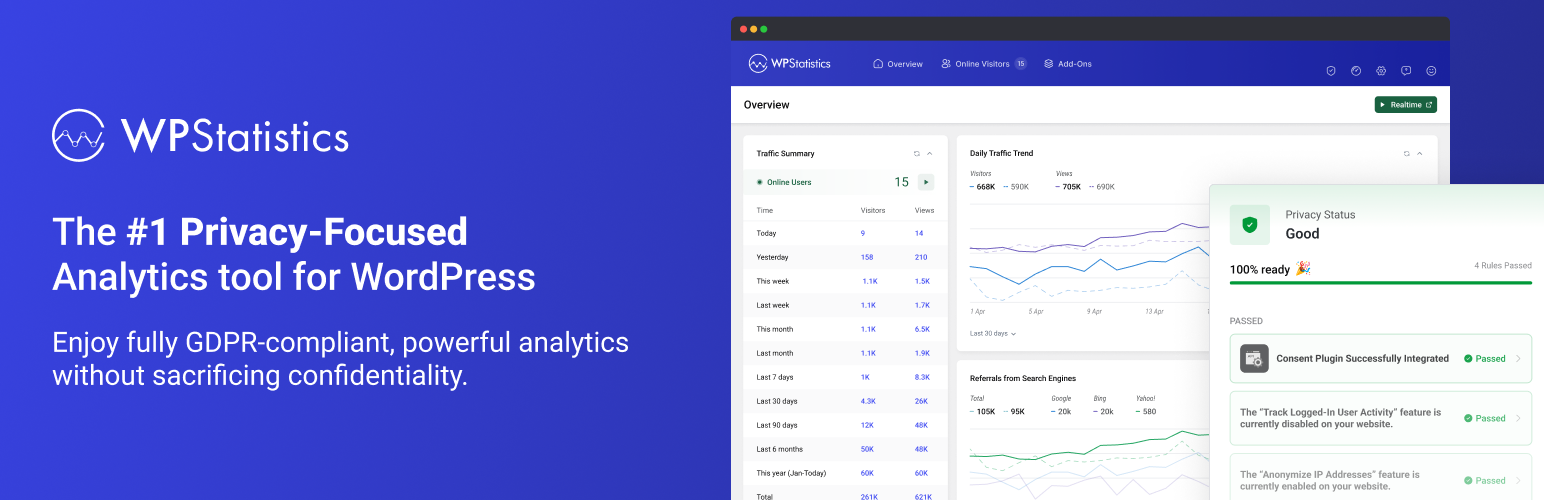 WPStatistics
The #1 Privacy-Focused
Analytics tool for WordPress
Enjoy fully GDPR-compliant, powerful analytics
without sacrificing confidentiality.
WPStatistics
Overview
Online Visitors 15
Add-Ons
Overview
Realtime
Traffic Summary
Online Users 15
Time Visitors Views
Today 9 14
Yesterday 158 210
This week 1.1K 1.5K
Last week 1.1K 1.7K
This month 1.1K 6.5K
Last month 1.1K 1.9K
Last 7 days 1K 8.3K
Last 30 days 4.3K 26K
Last 90 days 12K 48K
Last 6 months 50K 48K
This year (Jan-Today) 60K 60K
Total 261K 621K
Daily Traffic Trend
Visitors Views
668K 590K 705K 690K
1 Apr 5.Apr 9 Apr 13.Apr
Last 30 days
Referrals from Search Engines
Total Google Bing Yahoo!
105K 95K 20k 20k 580
Privacy Status
Good
100% ready 🎉 4 Rules Passed
PASSED
Consent Plugin Successfully Integrated Passed
The "Track Logged-In User Activity" feature is
currently disabled on your website.
Passed
The "Anonymize IP Addresses" feature is
currently enabled on your website.
Passed